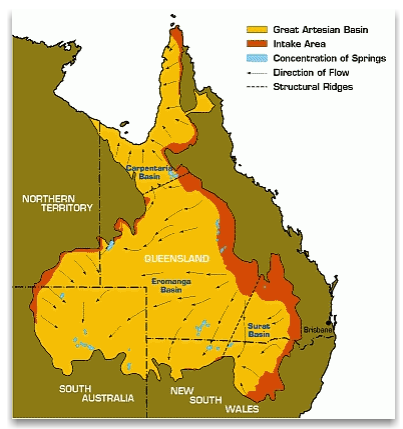 Great Artesian Basin
Intake Area
Concentration of Springs
Direction of Flow
Structural Ridges
Carpentaria
Basin
NORTHERN
TERRITORY
QUEENSLAND
Eromanga
Basin
Surat
Basin
Brisbane
SOUTH
AUSTRALIA
NEW
SOUTH
WALES